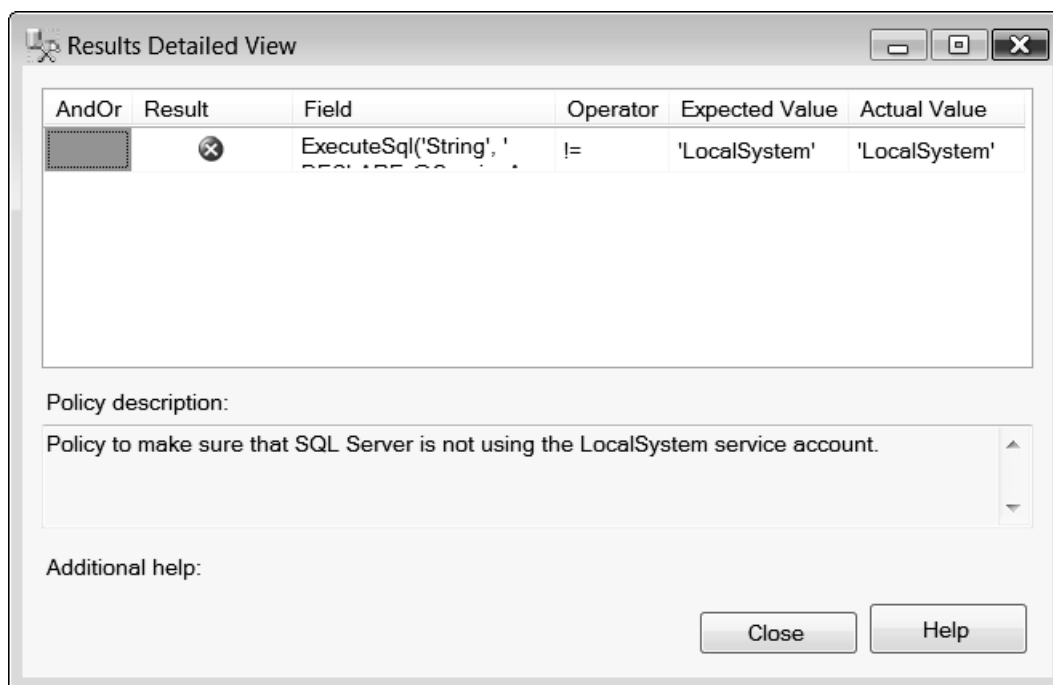 Results Detailed View
AndOr Result Field Operator Expected Value Actual Value
ExecuteSql('String', ' != 'LocalSystem' 'LocalSystem'
Policy description:
Policy to make sure that SQL Server is not using the LocalSystem service account.
Additional help:
Close Help